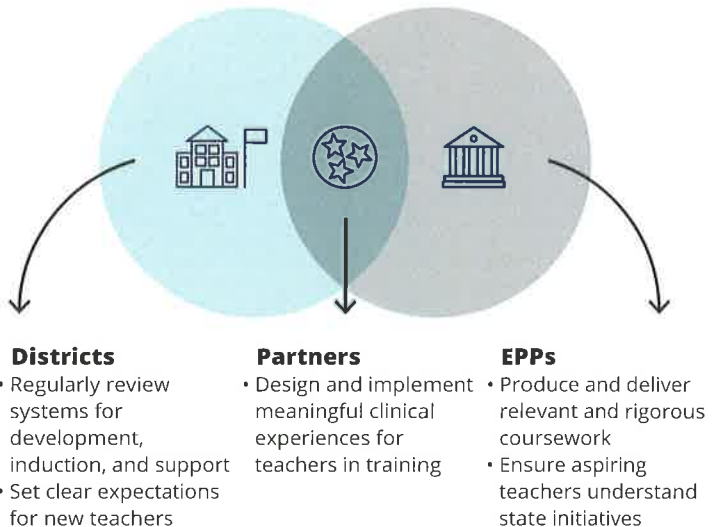 Districts
• Regularly review
systems for
development,
induction, and support
• Set clear expectations
for new teachers
Partners
• Design and implement
meaningful clinical
experiences for
teachers in training
EPPs
• Produce and deliver
relevant and rigorous
coursework
• Ensure aspiring
teachers understand
state initiatives